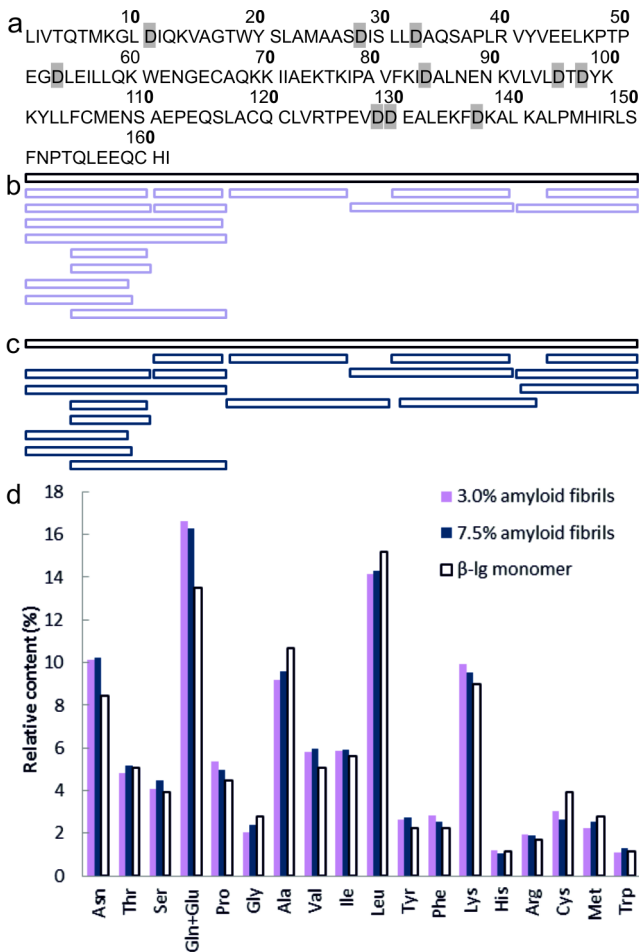 a
10 20 30 40 50
LIVTQTMKGL DIQKVAGTWY SLAMAASDIS LLDAQSAPLR VYVEELKPTP
60 70 80 90 100
EGDLEILLQK WENGECAQKK IIAEKTKIPA VFKIDALNEN KVLVLDTDYK
110 120 130 140 150
KYLLFCMENS AEPEQSLACQ CLVRTPEVDD EALEKFDKAL KALPMHIRLS
160
FNPTQLEEQC HI
b
c
d
Relative content (%)
18
16
14
12
10
8
6
4
2
0
3.0% amyloid fibrils
7.5% amyloid fibrils
β-lg monomer
Asn
Thr
Ser
Gln+Glu
Pro
Gly
Ala
Val
Ile
Leu
Tyr
Phe
Lys
His
Arg
Cys
Met
Trp